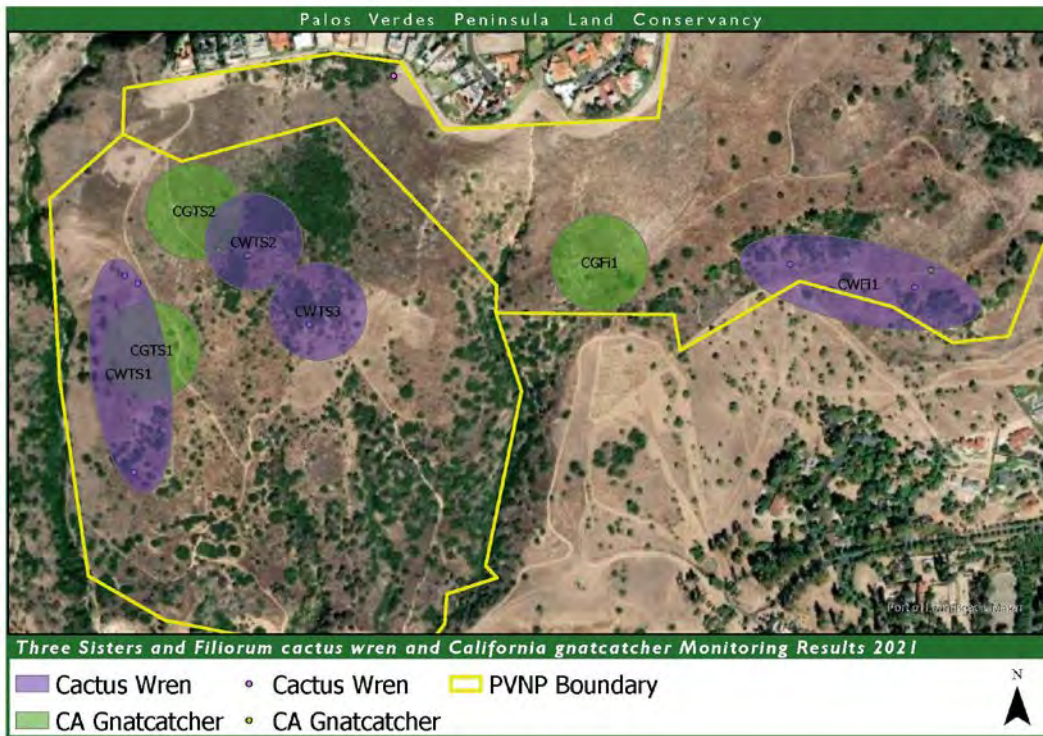 Palos Verdes Peninsula Land Conservancy
CGTS2
CWTS2
CGFi1
CWFi1
CWTS3
CGTS1
CWTS1
Three Sisters and Filiorum cactus wren and California gnatcatcher Monitoring Results 2021
Cactus Wren
Cactus Wren
PVNP Boundary
N
CA Gnatcatcher
CA Gnatcatcher